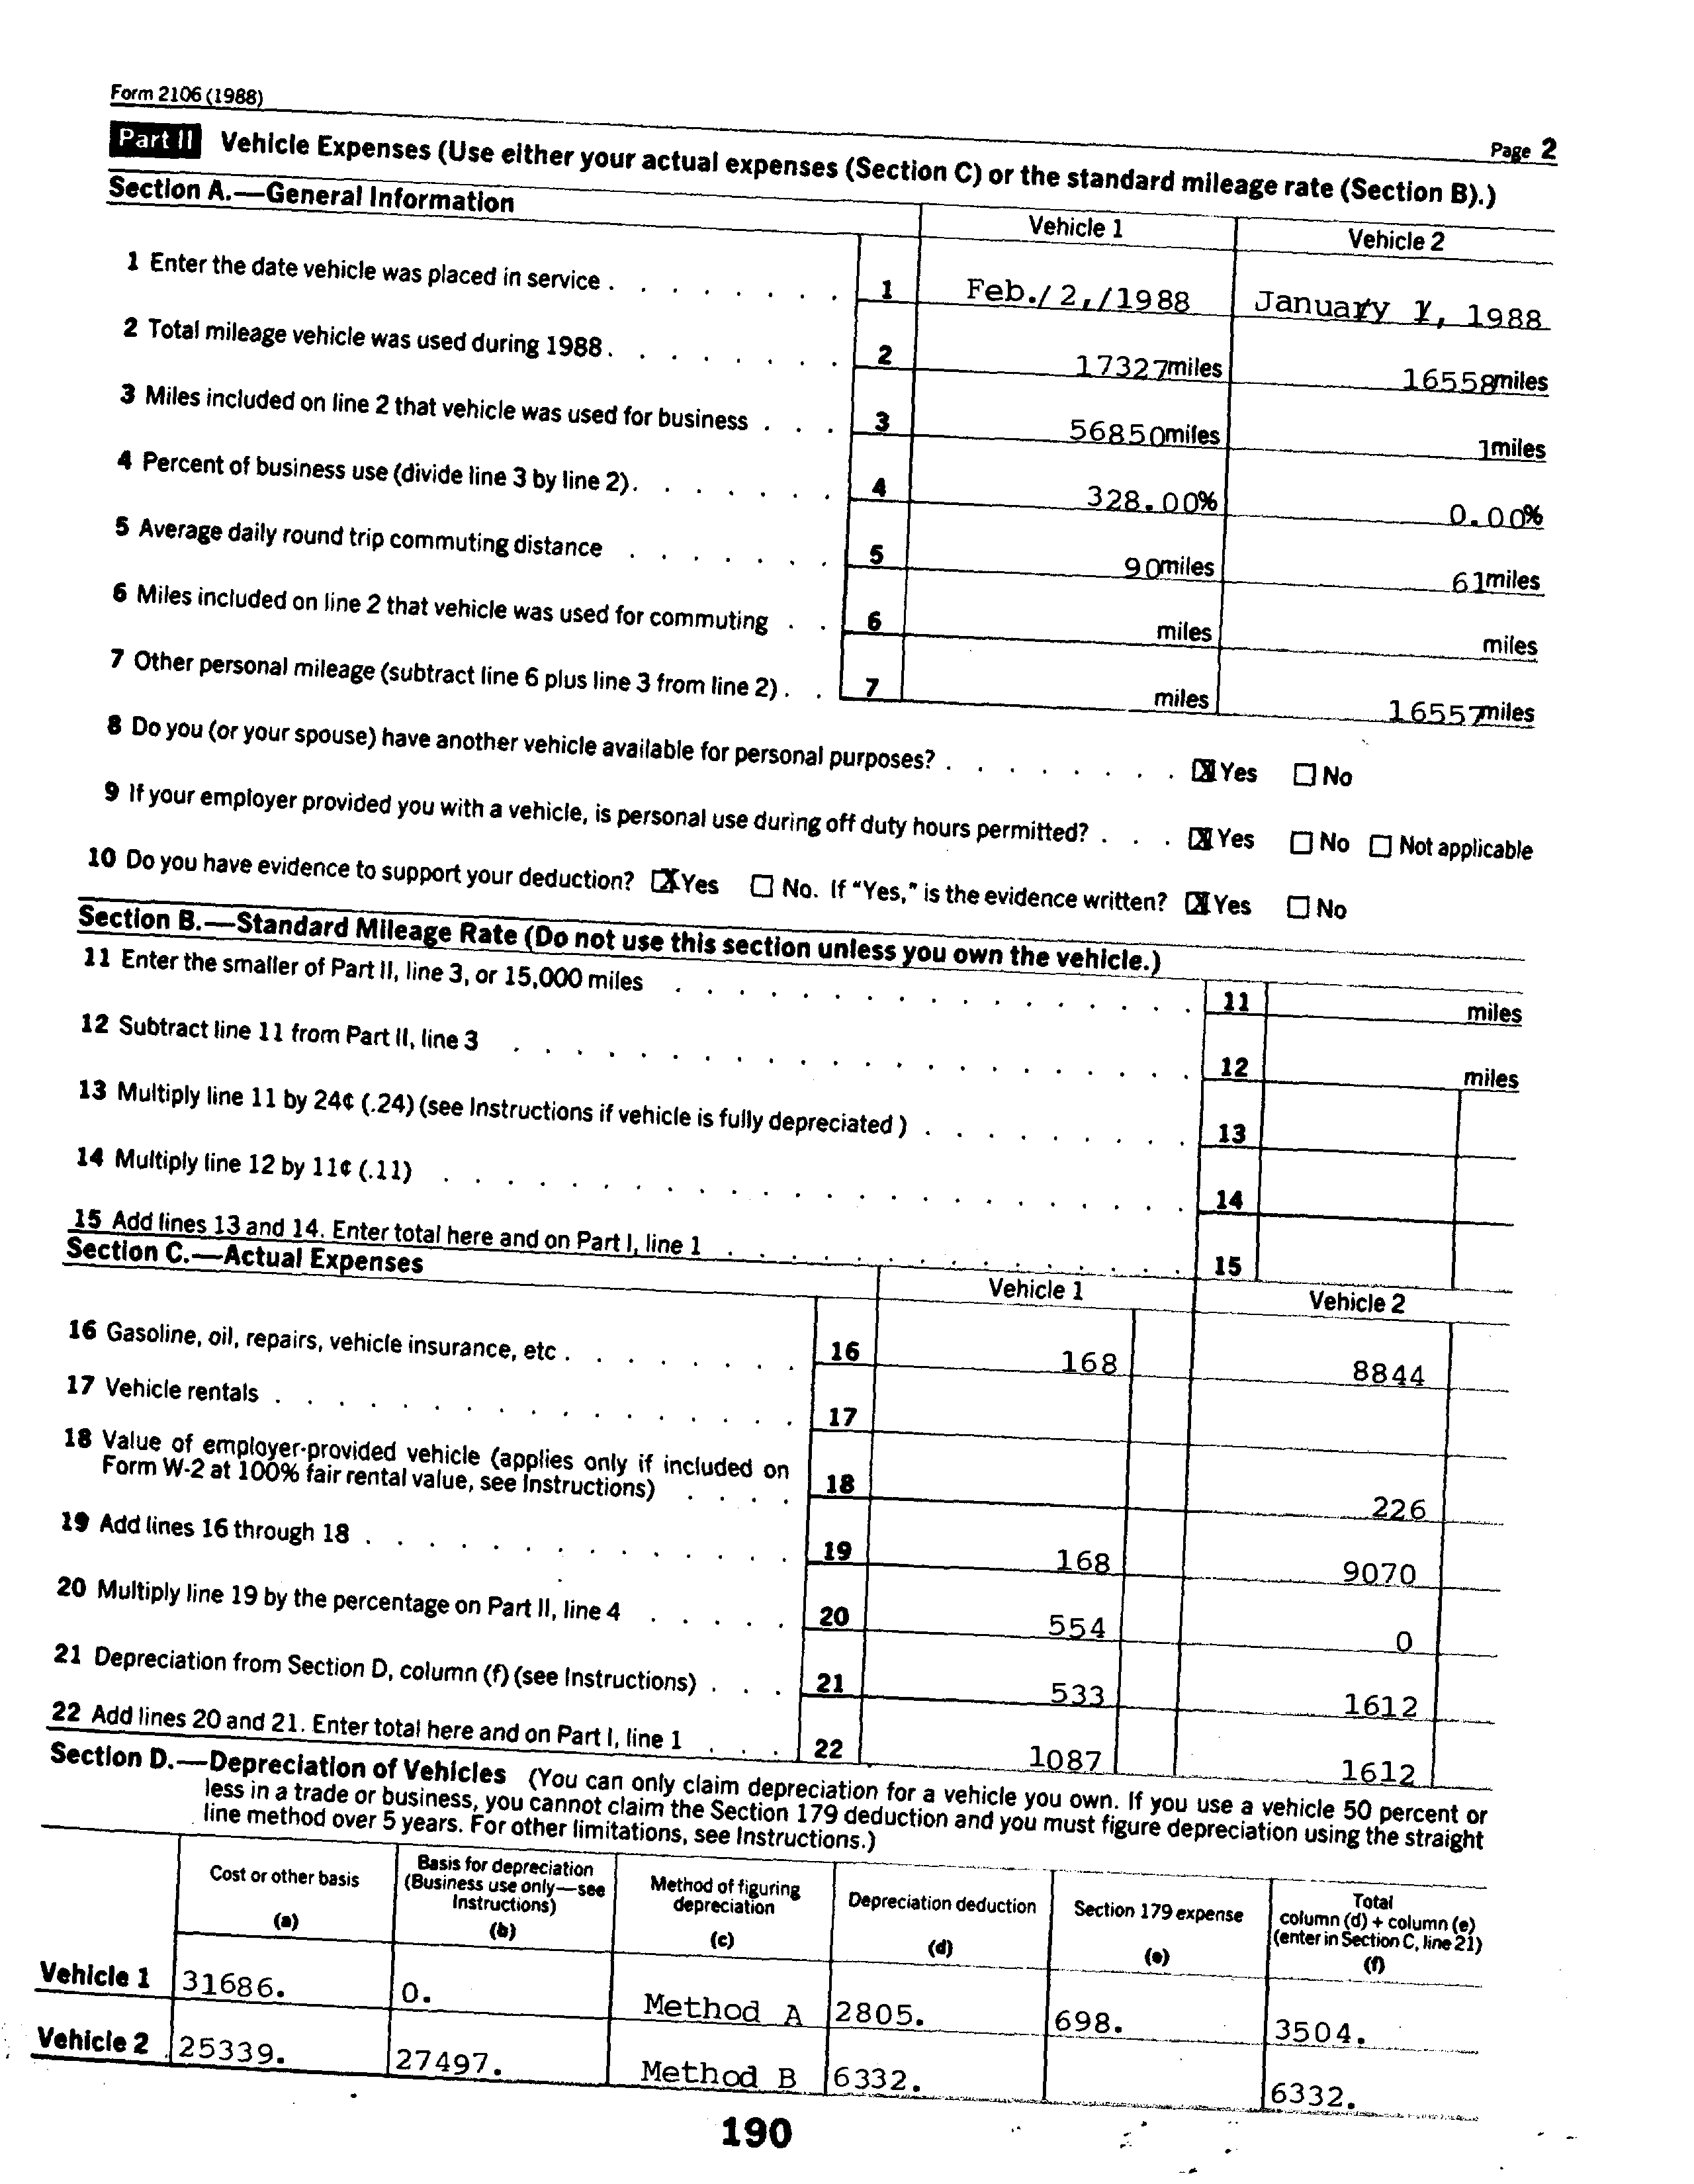 Form 2106 (1988)
Page 2
Part II Vehicle Expenses (Use either your actual expenses (Section C) or the standard mileage rate (Section B).)
Section A.—General Information
Vehicle 1 Vehicle 2
1 Enter the date vehicle was placed in service . . . . . . . . 1 Feb./2,/1988 January 1, 1988
2 Total mileage vehicle was used during 1988 . . . . . . . . 2 17327 miles 16558 miles
3 Miles included on line 2 that vehicle was used for business . . . 3 56850 miles 1 miles
4 Percent of business use (divide line 3 by line 2) . . . . . . . 4 328.00% 0.00%
5 Average daily round trip commuting distance . . . . . . . 5 90 miles 61 miles
6 Miles included on line 2 that vehicle was used for commuting . . 6 miles miles
7 Other personal mileage (subtract line 6 plus line 3 from line 2) . . 7 miles 16557 miles
8 Do you (or your spouse) have another vehicle available for personal purposes? . . . . . . . . ☒ Yes ☐ No
9 If your employer provided you with a vehicle, is personal use during off duty hours permitted? . . . ☒ Yes ☐ No ☐ Not applicable
10 Do you have evidence to support your deduction? ☒ Yes ☐ No. If "Yes," is the evidence written? ☒ Yes ☐ No
Section B.—Standard Mileage Rate (Do not use this section unless you own the vehicle.)
11 Enter the smaller of Part II, line 3, or 15,000 miles . . . . . . . . . . . . . . . . . 11 miles
12 Subtract line 11 from Part II, line 3 . . . . . . . . . . . . . . . . . . . . . . 12 miles
13 Multiply line 11 by 24¢ (.24) (see Instructions if vehicle is fully depreciated ) . . . . . . . . . 13
14 Multiply line 12 by 11¢ (.11) . . . . . . . . . . . . . . . . . . . . . . . . 14
15 Add lines 13 and 14. Enter total here and on Part I, line 1 . . . . . . . . . . . . . . . 15
Section C.—Actual Expenses
Vehicle 1 Vehicle 2
16 Gasoline, oil, repairs, vehicle insurance, etc . . . . . . . . 16 168 8844
17 Vehicle rentals . . . . . . . . . . . . . . . . . 17
18 Value of employer-provided vehicle (applies only if included on
Form W-2 at 100% fair rental value, see Instructions) . . . . 18 226
19 Add lines 16 through 18 . . . . . . . . . . . . . . 19 168 9070
20 Multiply line 19 by the percentage on Part II, line 4 . . . . . 20 554 0
21 Depreciation from Section D, column (f) (see Instructions) . . . 21 533 1612
22 Add lines 20 and 21. Enter total here and on Part I, line 1 . . . 22 1087 1612
Section D.—Depreciation of Vehicles (You can only claim depreciation for a vehicle you own. If you use a vehicle 50 percent or
less in a trade or business, you cannot claim the Section 179 deduction and you must figure depreciation using the straight
line method over 5 years. For other limitations, see Instructions.)
Cost or other basis
(a)
Basis for depreciation
(Business use only—see
Instructions)
(b)
Method of figuring
depreciation
(c)
Depreciation deduction
(d)
Section 179 expense
(e)
Total
column (d) + column (e)
(enter in Section C, line 21)
(f)
Vehicle 1 31686. 0. Method A 2805. 698. 3504.
Vehicle 2 25339. 27497. Method B 6332. 6332.
190